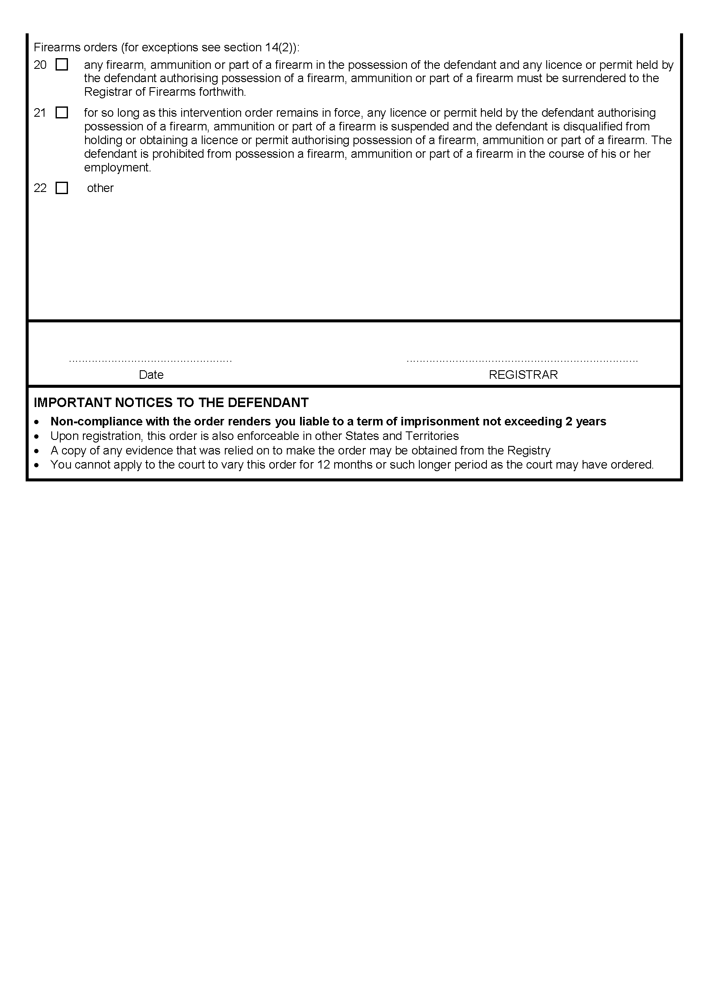 Firearms orders (for exceptions see section 14(2)):
20 ☐ any firearm, ammunition or part of a firearm in the possession of the defendant and any licence or permit held by
the defendant authorising possession of a firearm, ammunition or part of a firearm must be surrendered to the
Registrar of Firearms forthwith.
21 ☐ for so long as this intervention order remains in force, any licence or permit held by the defendant authorising
possession of a firearm, ammunition or part of a firearm is suspended and the defendant is disqualified from
holding or obtaining a licence or permit authorising possession of a firearm, ammunition or part of a firearm. The
defendant is prohibited from possession a firearm, ammunition or part of a firearm in the course of his or her
employment.
22 ☐ other
.................................................. .......................................................................
Date REGISTRAR
IMPORTANT NOTICES TO THE DEFENDANT
• Non-compliance with the order renders you liable to a term of imprisonment not exceeding 2 years
• Upon registration, this order is also enforceable in other States and Territories
• A copy of any evidence that was relied on to make the order may be obtained from the Registry
• You cannot apply to the court to vary this order for 12 months or such longer period as the court may have ordered.